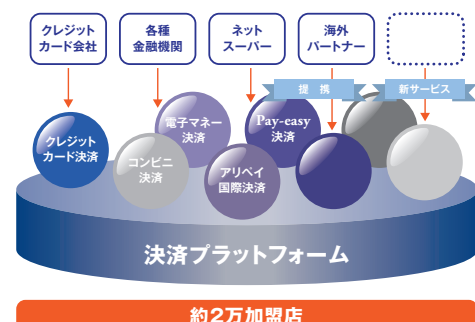 クレジット
カード会社
各種
金融機関
ネット
スーパー
海外
パートナー
提携
新サービス
クレジット
カード決済
コンビニ
決済
電子マネー
決済
アリペイ
国際決済
Pay-easy
決済
決済プラットフォーム
約2万加盟店